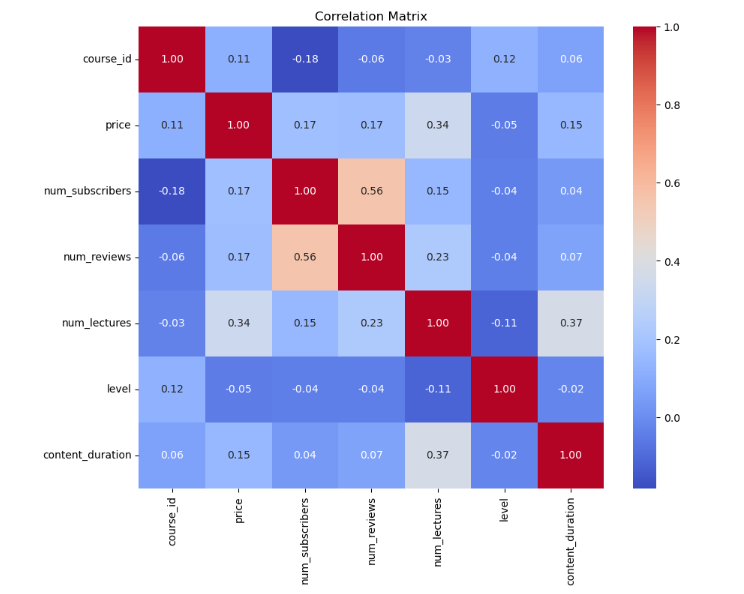 Correlation Matrix
course_id 1.00 0.11 -0.18 -0.06 -0.03 0.12 0.06
price 0.11 1.00 0.17 0.17 0.34 -0.05 0.15
num_subscribers -0.18 0.17 1.00 0.56 0.15 -0.04 0.04
num_reviews -0.06 0.17 0.56 1.00 0.23 -0.04 0.07
num_lectures -0.03 0.34 0.15 0.23 1.00 -0.11 0.37
level 0.12 -0.05 -0.04 -0.04 -0.11 1.00 -0.02
content_duration 0.06 0.15 0.04 0.07 0.37 -0.02 1.00
course_id
price
num_subscribers
num_reviews
num_lectures
level
content_duration
1.0
0.8
0.6
0.4
0.2
0.0